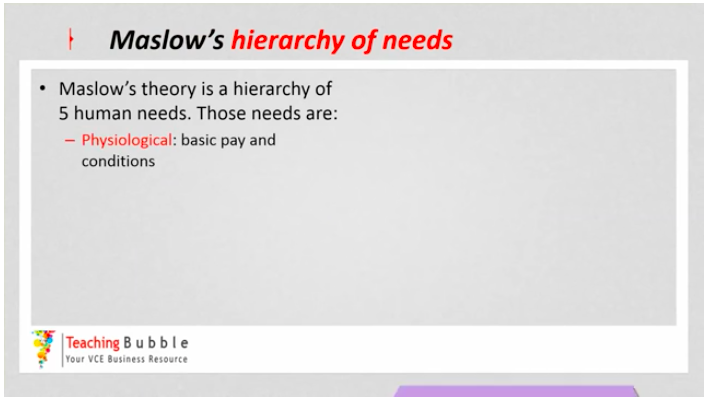 Maslow’s hierarchy of needs
• Maslow’s theory is a hierarchy of
5 human needs. Those needs are:
– Physiological: basic pay and
conditions
Teaching Bubble
Your VCE Business Resource